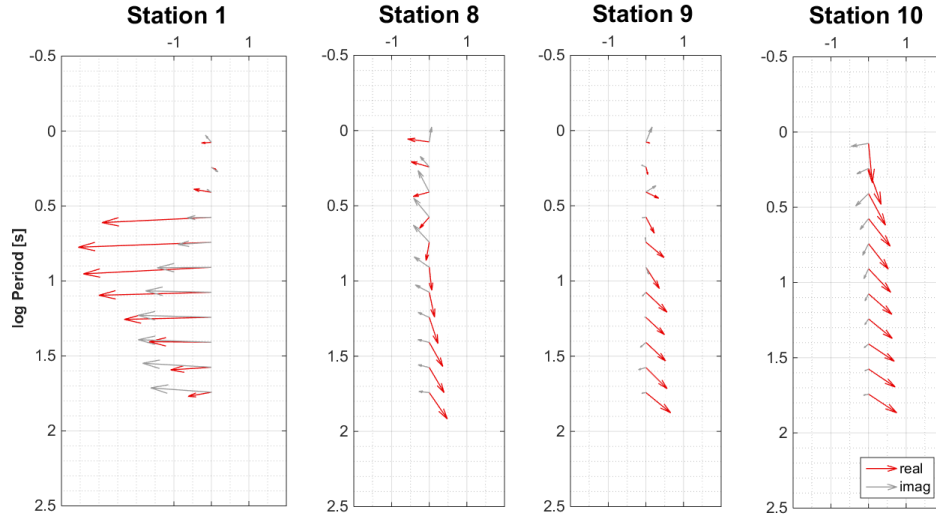 Station 1 Station 8 Station 9 Station 10
-1 1 -1 1 -1 1 -1 1
-0.5 -0.5 -0.5 -0.5
0 0 0 0
0.5 0.5 0.5 0.5
1 1 1 1
1.5 1.5 1.5 1.5
2 2 2 2
2.5 2.5 2.5 2.5
log Period [s]
real
imag